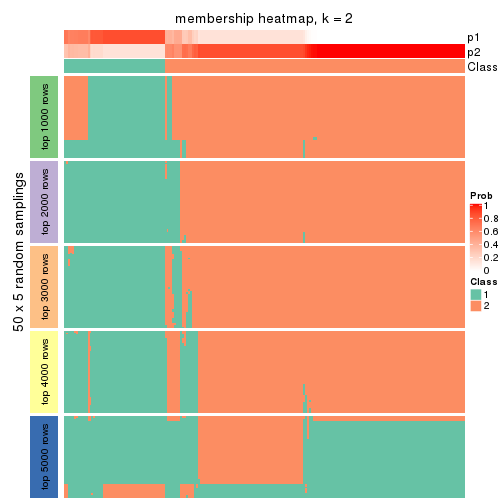 membership heatmap, k = 2
p1
p2
Class
50 x 5 random samplings
top 1000 rows
top 2000 rows
top 3000 rows
top 4000 rows
top 5000 rows
Prob
1
0.8
0.6
0.4
0.2
0
Class
1
2